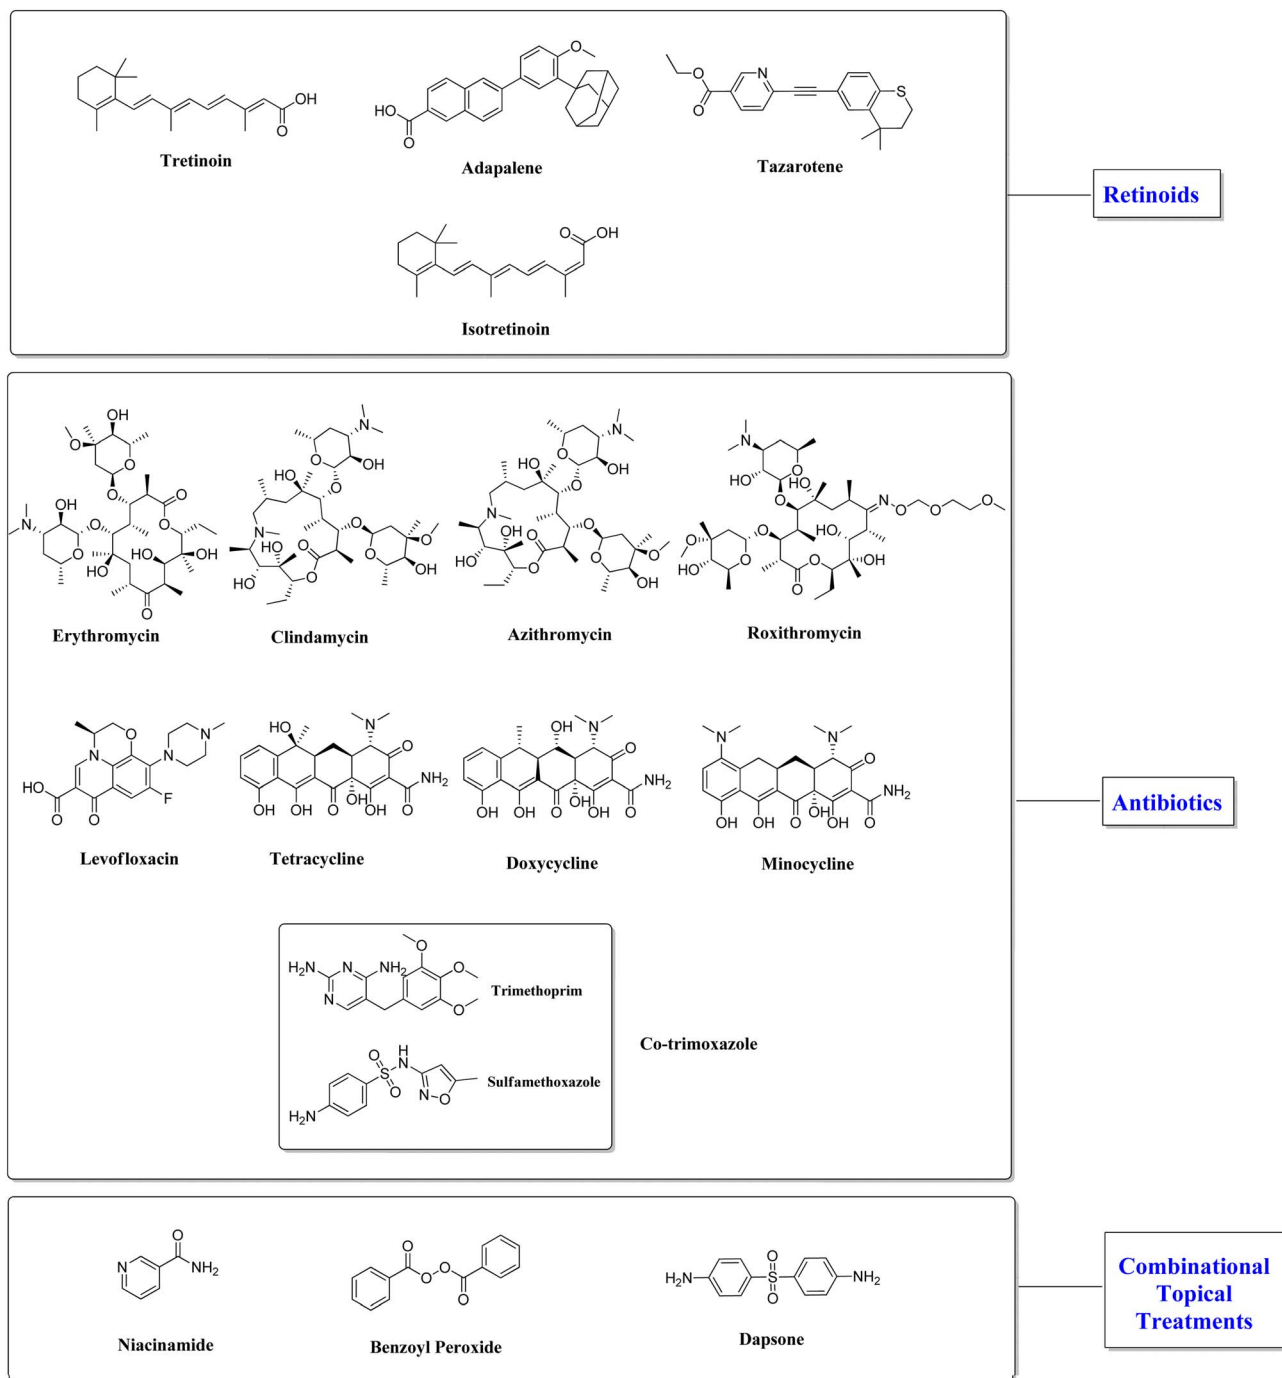 Tretinoin
Adapalene
Tazarotene
Isotretinoin
Retinoids
Erythromycin
Clindamycin
Azithromycin
Roxithromycin
Levofloxacin
Tetracycline
Doxycycline
Minocycline
Trimethoprim
Sulfamethoxazole
Co-trimoxazole
Antibiotics
Niacinamide
Benzoyl Peroxide
Dapsone
Combinational
Topical
Treatments